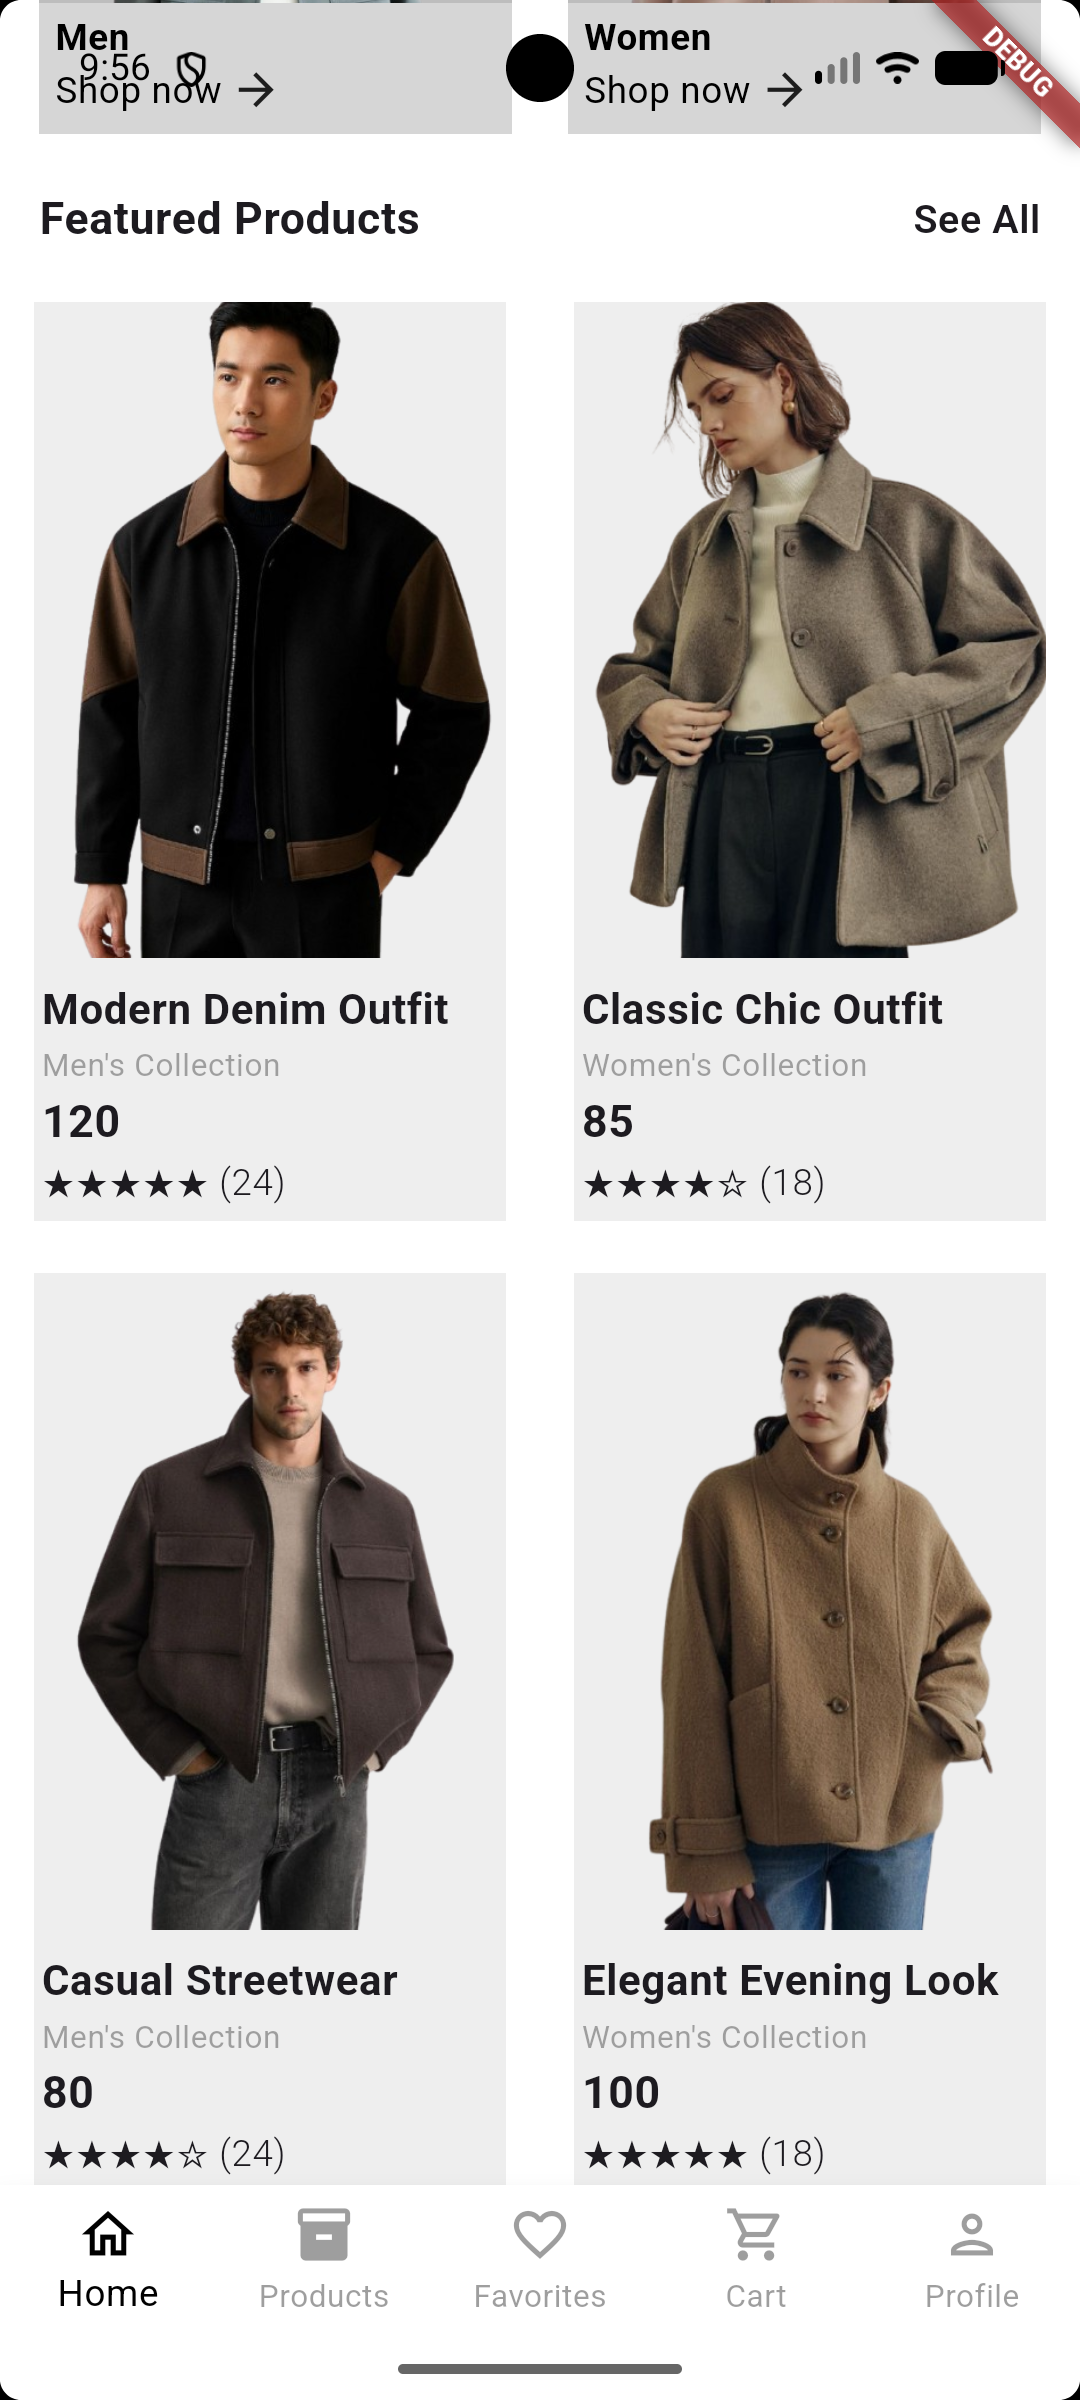 Men
Women
DEBUG
9:56
Shop now →
Shop now →
Featured Products
See All
Modern Denim Outfit
Classic Chic Outfit
Men's Collection
Women's Collection
120
85
★★★★★ (24)
★★★★☆ (18)
Casual Streetwear
Elegant Evening Look
Men's Collection
Women's Collection
80
100
★★★★☆ (24)
★★★★★ (18)
Home
Products
Favorites
Cart
Profile